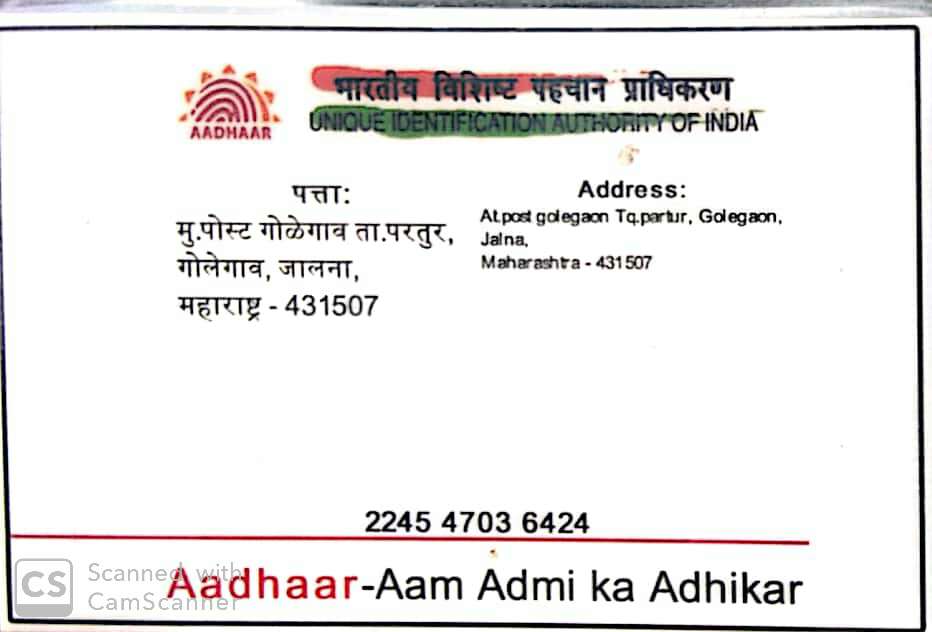 भारतीय विशिष्ट पहचान प्राधिकरण
AADHAAR
UNIQUE IDENTIFICATION AUTHORITY OF INDIA
पत्ता:
मु.पोस्ट गोळेगाव ता.परतुर,
गोलेगाव, जालना,
महाराष्ट्र - 431507
Address:
At.post golegaon Tq.partur, Golegaon,
Jalna,
Maharashtra - 431507
2245 4703 6424
Aadhaar-Aam Admi ka Adhikar
CS
Scanned with
CamScanner